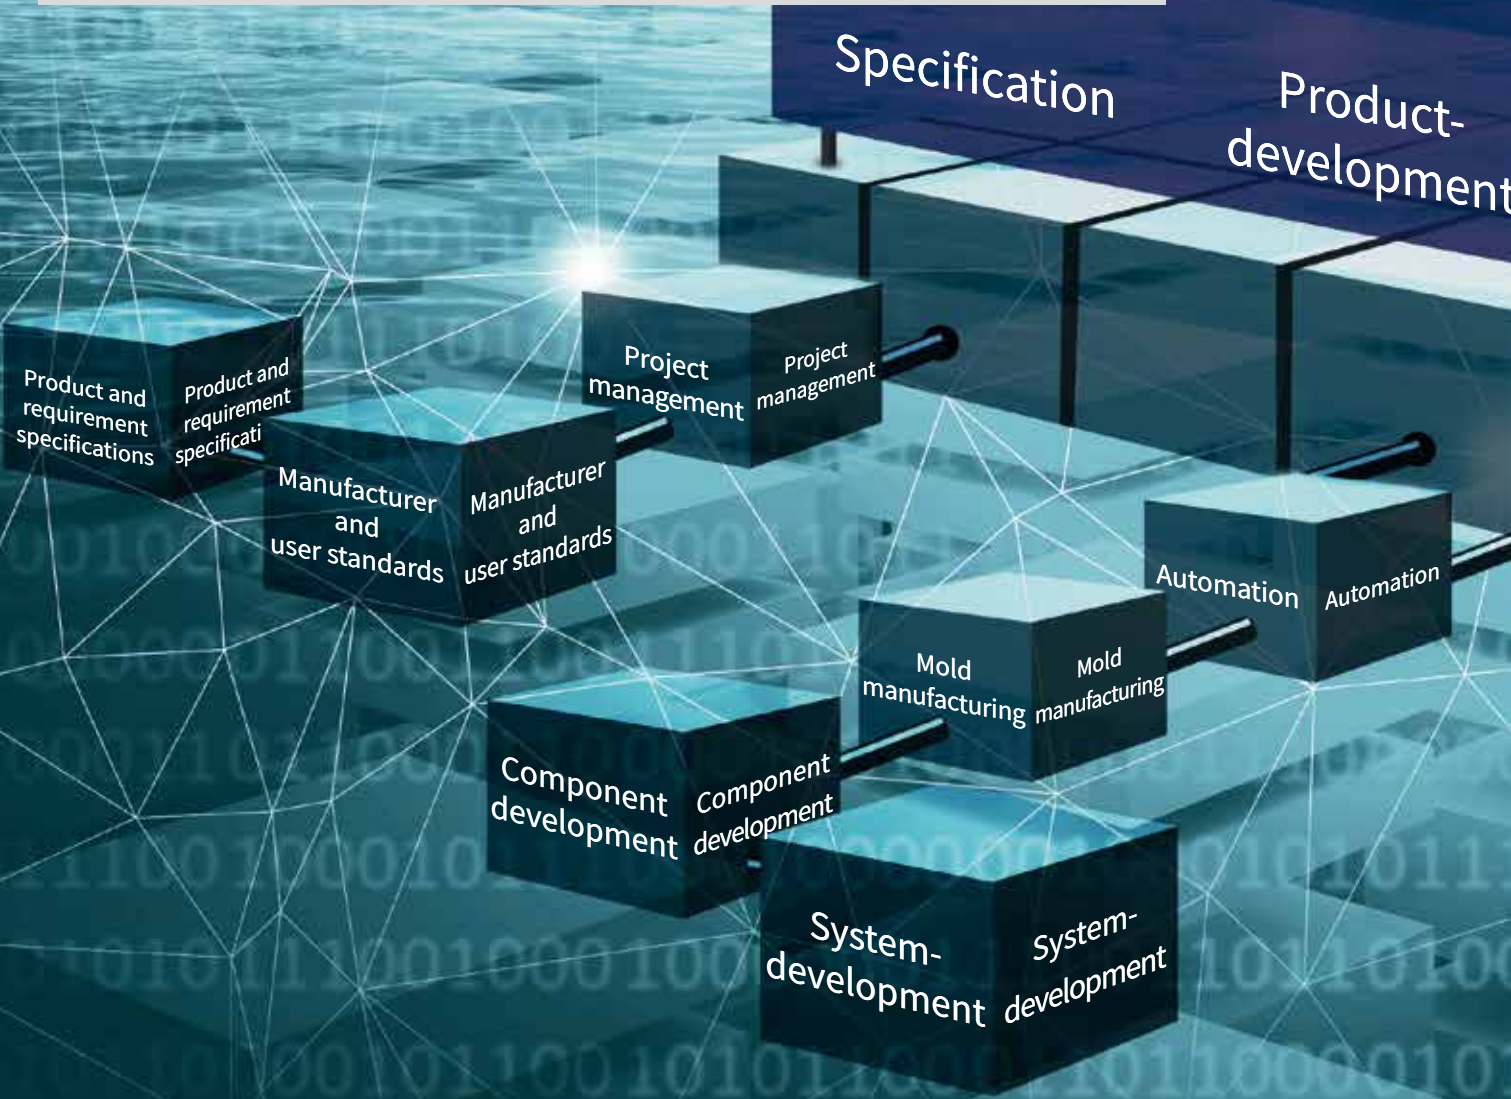 Specification
Product-
development
Project
management
Project
management
Product and
requirement
specifications
Product and
requirement
specificati
Manufacturer
and
user standards
Manufacturer
and
user standards
Automation
Automation
Mold
manufacturing
Mold
manufacturing
Component
development
Component
development
System-
development
System-
development